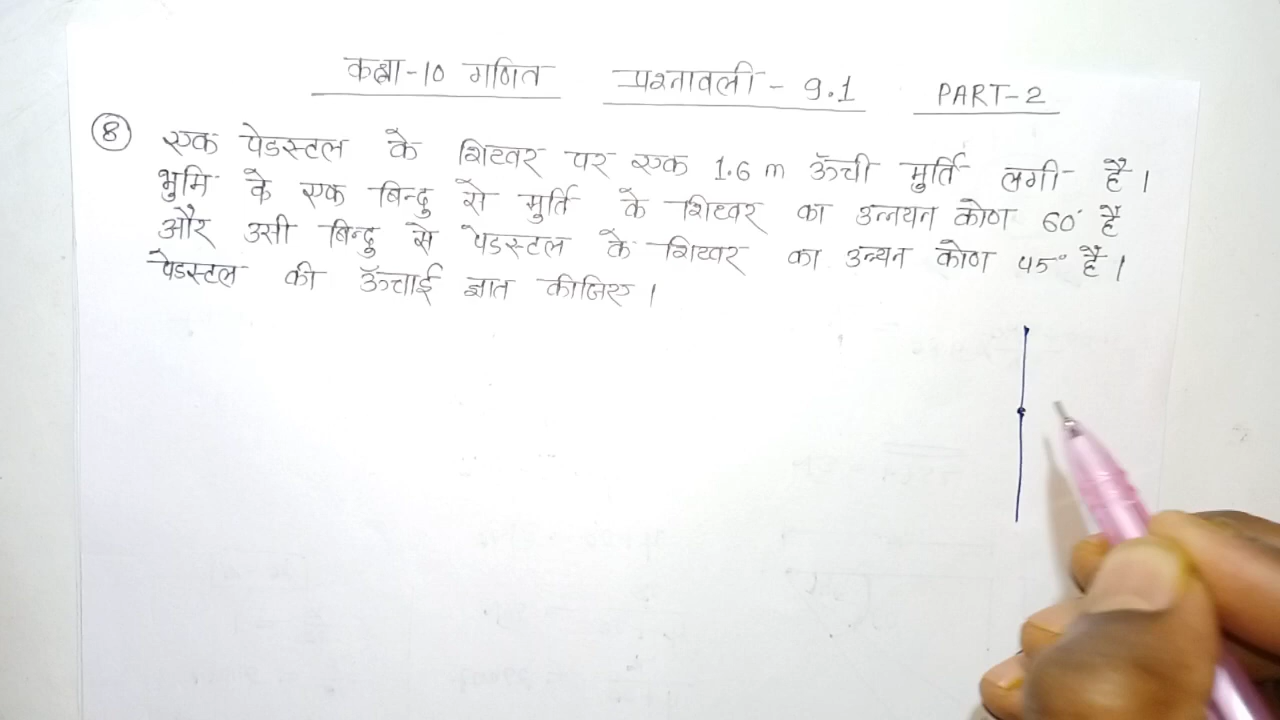 कक्षा-10 गणित प्रश्नावली - 9.1 PART-2
⑧ एक पेडस्टल के शिखर पर एक 1.6 m ऊँची मुर्ति लगी है।
भुमि के एक बिन्दु से मुर्ति के शिखर का उन्नयन कोण 60° है
और उसी बिन्दु से पेडस्टल के शिखर का उन्यन कोण 45° है।
पेडस्टल की ऊँचाई ज्ञात कीजिए।